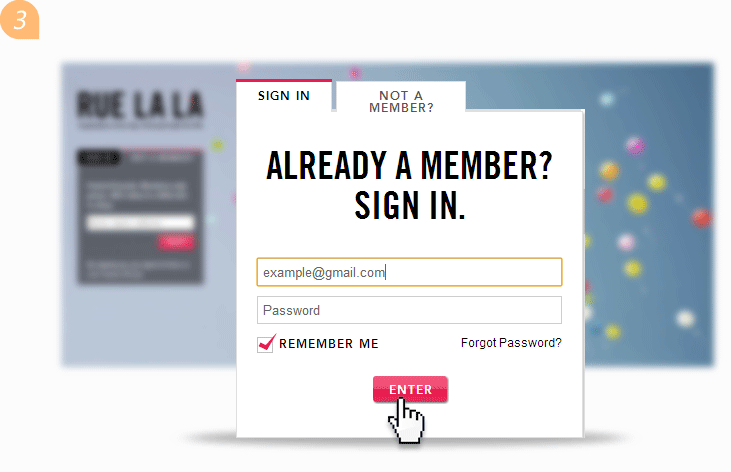 3
RUE LA LA
SIGN IN
NOT A
MEMBER?
ALREADY A MEMBER?
SIGN IN.
example@gmail.com
Password
REMEMBER ME
Forgot Password?
ENTER